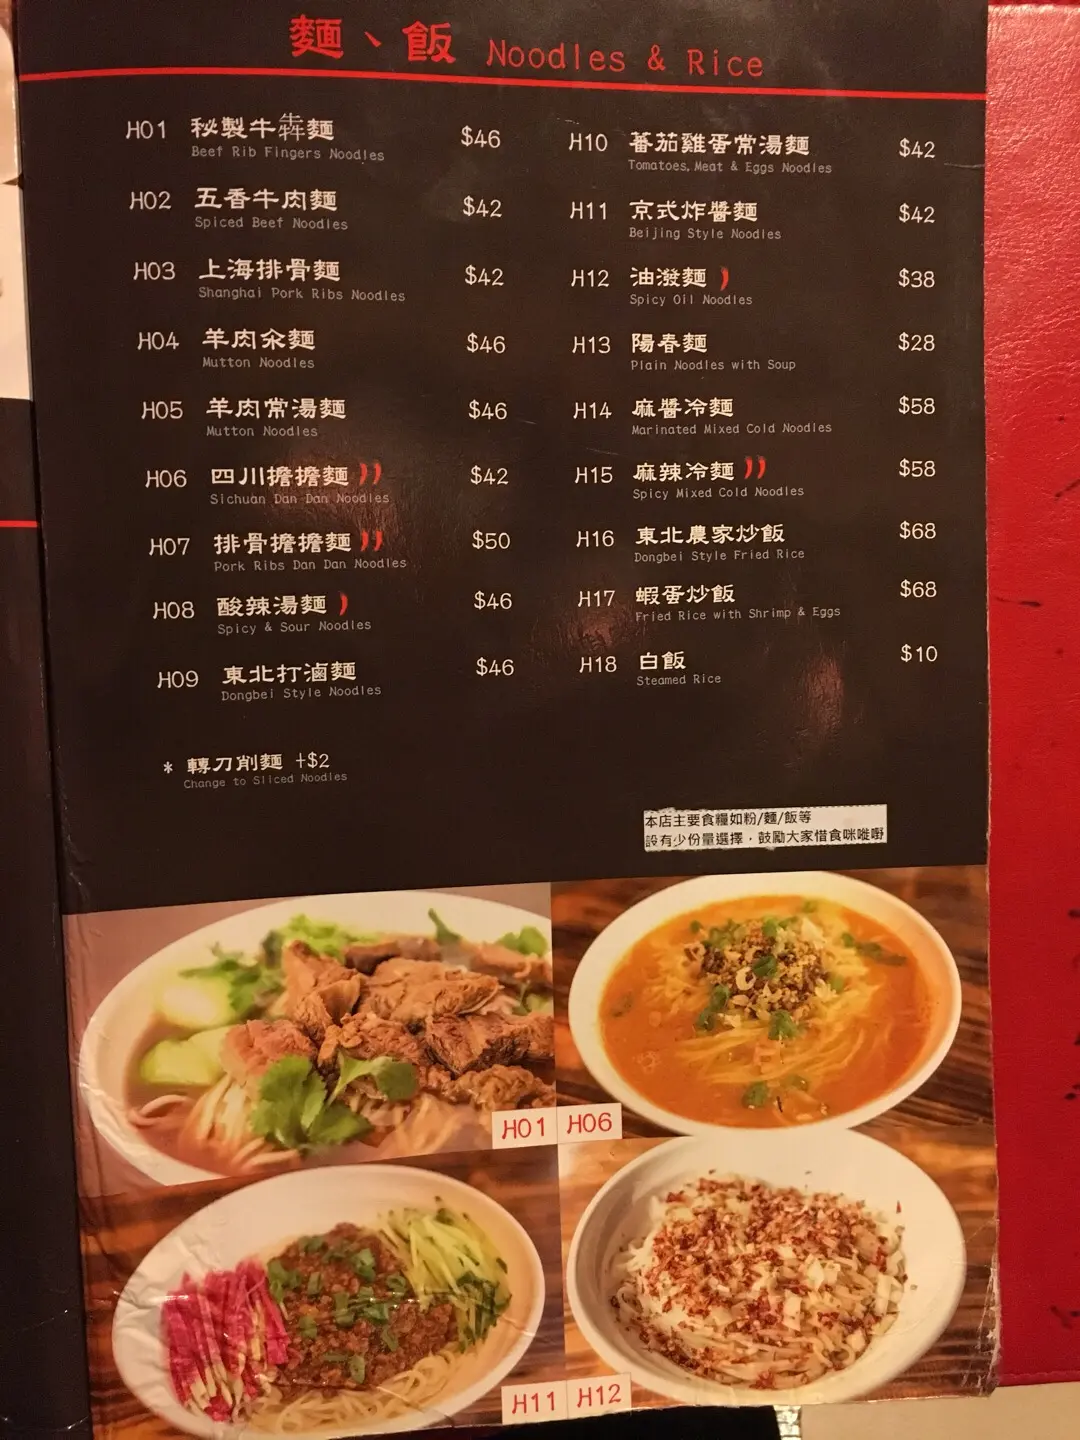 麵、飯 Noodles & Rice
H01 秘製牛𤘔麵 $46
Beef Rib Fingers Noodles
H02 五香牛肉麵 $42
Spiced Beef Noodles
H03 上海排骨麵 $42
Shanghai Pork Ribs Noodles
H04 羊肉汆麵 $46
Mutton Noodles
H05 羊肉常湯麵 $46
Mutton Noodles
H06 四川擔擔麵 $42
Sichuan Dan Dan Noodles
H07 排骨擔擔麵 $50
Pork Ribs Dan Dan Noodles
H08 酸辣湯麵 $46
Spicy & Sour Noodles
H09 東北打滷麵 $46
Dongbei Style Noodles
* 轉刀削麵 +$2
Change to Sliced Noodles
H10 蕃茄雞蛋常湯麵 $42
Tomatoes, Meat & Eggs Noodles
H11 京式炸醬麵 $42
Beijing Style Noodles
H12 油潑麵 $38
Spicy Oil Noodles
H13 陽春麵 $28
Plain Noodles with Soup
H14 麻醬冷麵 $58
Marinated Mixed Cold Noodles
H15 麻辣冷麵 $58
Spicy Mixed Cold Noodles
H16 東北農家炒飯 $68
Dongbei Style Fried Rice
H17 蝦蛋炒飯 $68
Fried Rice with Shrimp & Eggs
H18 白飯 $10
Steamed Rice
本店主要食糧如粉/麵/飯等
設有少份量選擇，鼓勵大家惜食咪嘥嘢
H01 H06
H11 H12